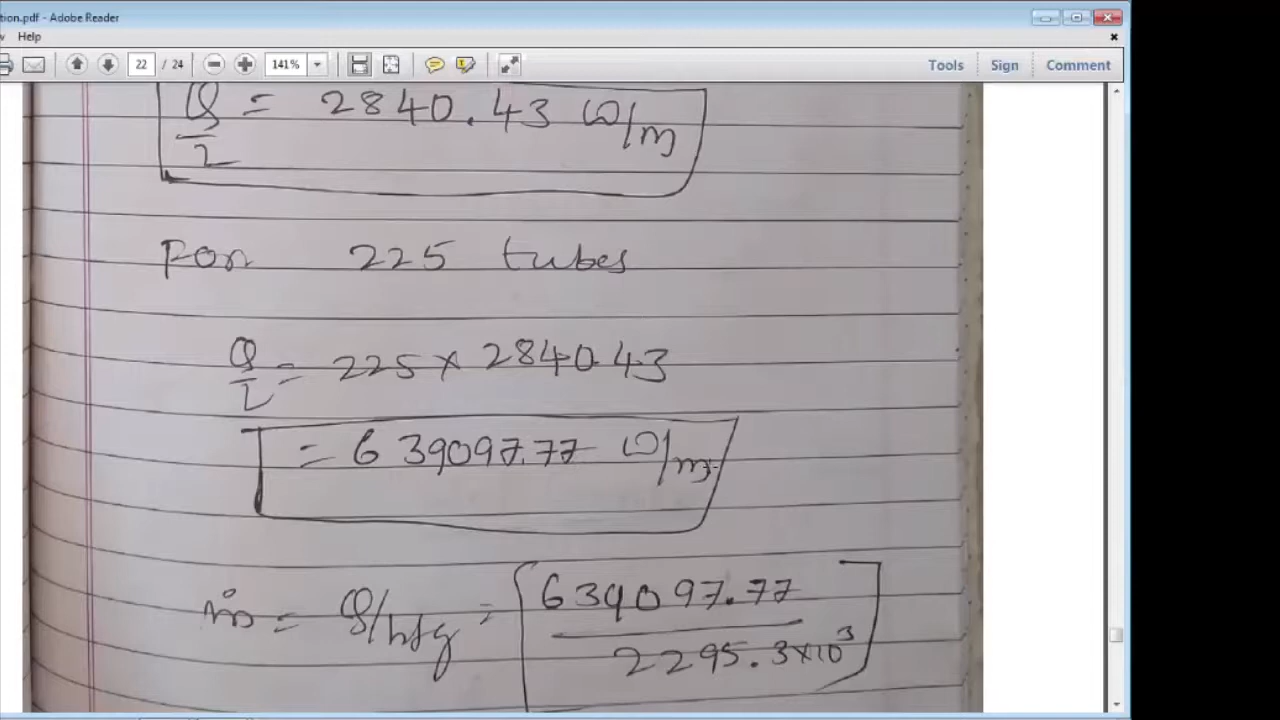 tion.pdf - Adobe Reader
Help
22 / 24 141% Tools Sign Comment
Q/L = 2840.43 W/m
For 225 tubes
Q/L = 225 × 2840.43
= 639097.77 W/m
ṁ = Q/hfg = [639097.77 / 2295.3×10³]